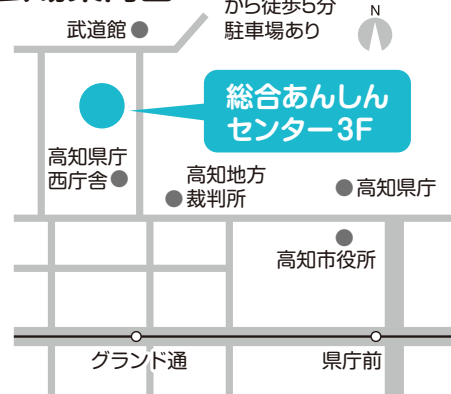 から徒歩5分
駐車場あり
N
武道館
総合あんしん
センター3F
高知県庁
西庁舎
高知地方
裁判所
高知県庁
高知市役所
グランド通
県庁前